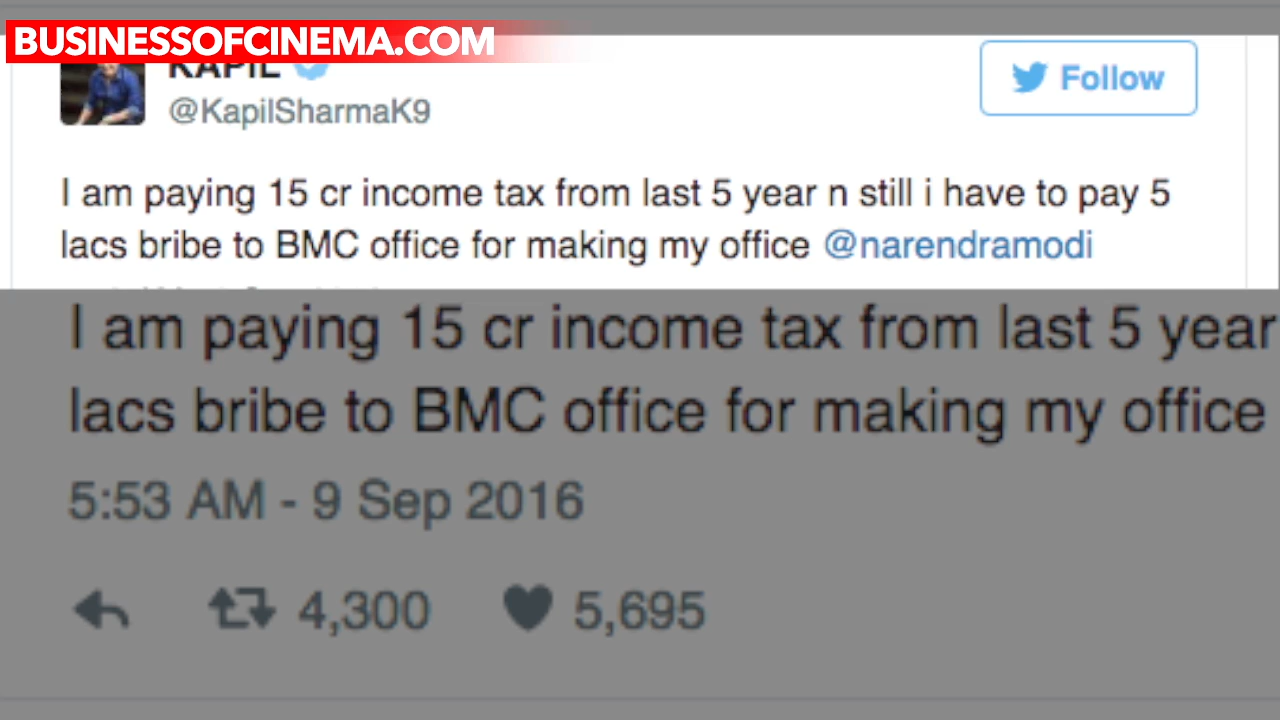 BUSINESSOFCINEMA.COM
KAPIL
Follow
@KapilSharmaK9
I am paying 15 cr income tax from last 5 year n still i have to pay 5
lacs bribe to BMC office for making my office @narendramodi
I am paying 15 cr income tax from last 5 year
lacs bribe to BMC office for making my office
5:53 AM - 9 Sep 2016
4,300 5,695